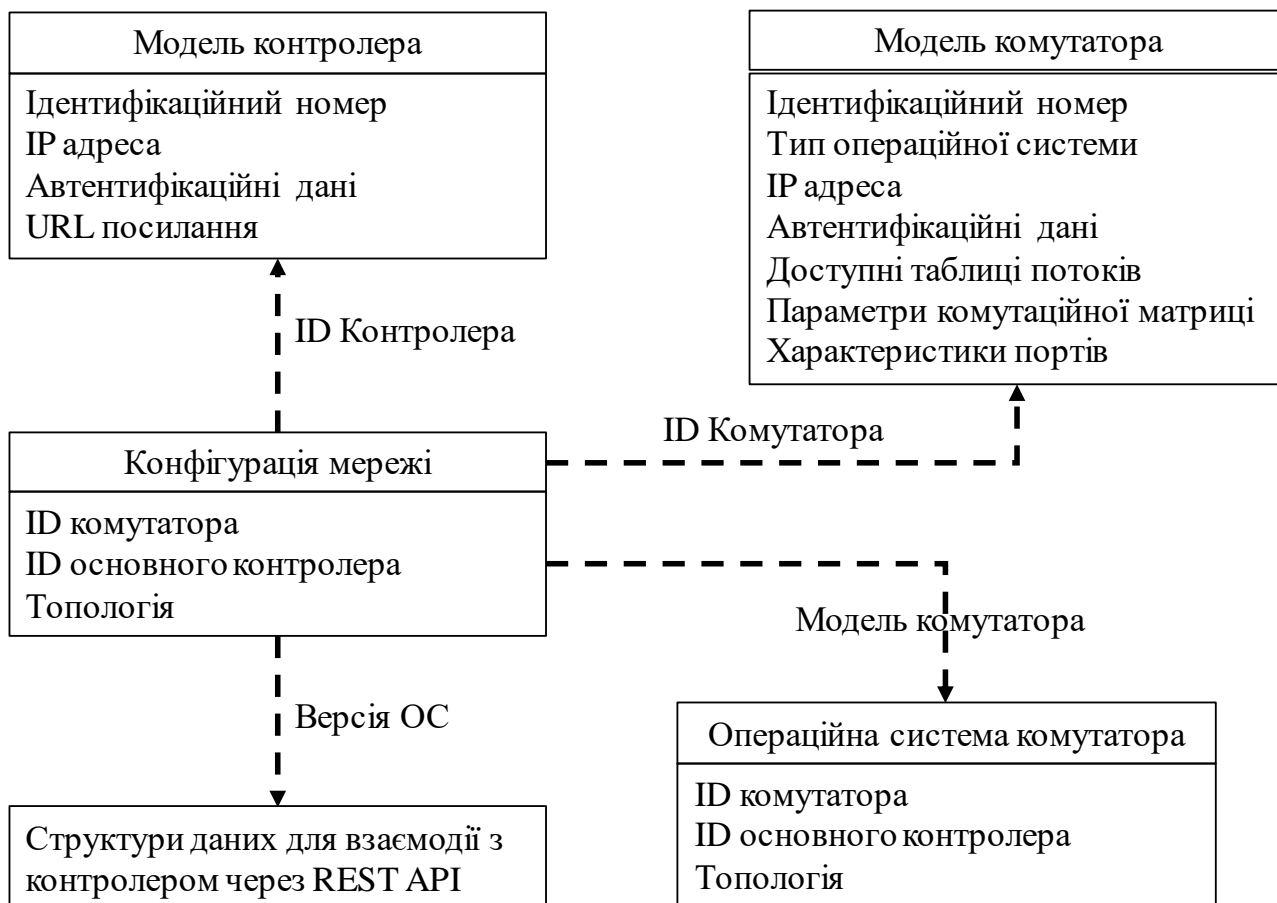 Модель контролера
Ідентифікаційний номер
IP адреса
Автентифікаційні дані
URL посилання
Модель комутатора
Ідентифікаційний номер
Тип операційної системи
IP адреса
Автентифікаційні дані
Доступні таблиці потоків
Параметри комутаційної матриці
Характеристики портів
ID Контролера
ID Комутатора
Конфігурація мережі
ID комутатора
ID основного контролера
Топологія
Модель комутатора
Версія ОС
Операційна система комутатора
ID комутатора
ID основного контролера
Топологія
Структури даних для взаємодії з
контролером через REST API